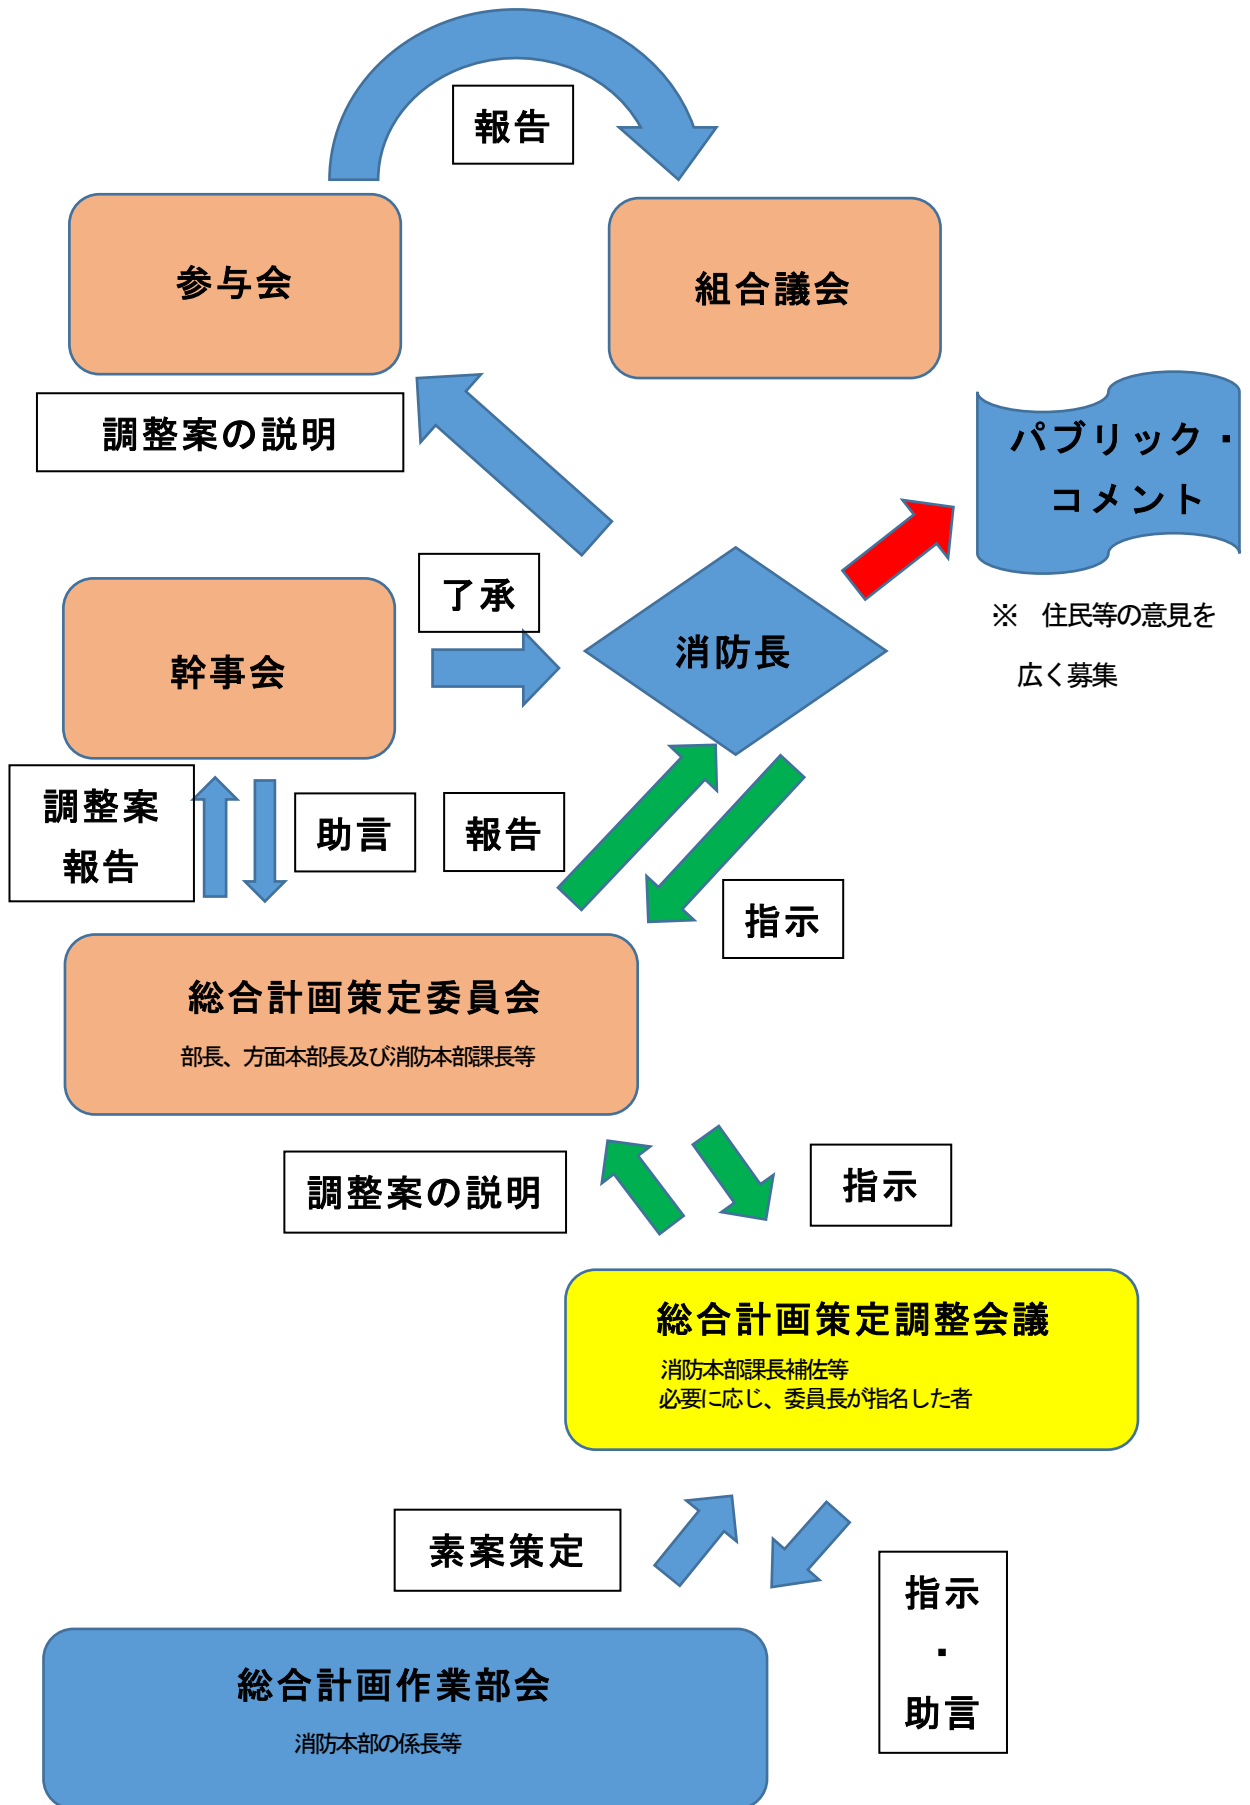 報告
参与会
組合議会
調整案の説明
パブリック・
コメント
※　住民等の意見を
広く募集
了承
消防長
幹事会
調整案
報告
助言
報告
指示
総合計画策定委員会
部長、方面本部長及び消防本部課長等
調整案の説明
指示
総合計画策定調整会議
消防本部課長補佐等
必要に応じ、委員長が指名した者
素案策定
指示
・
助言
総合計画作業部会
消防本部の係長等